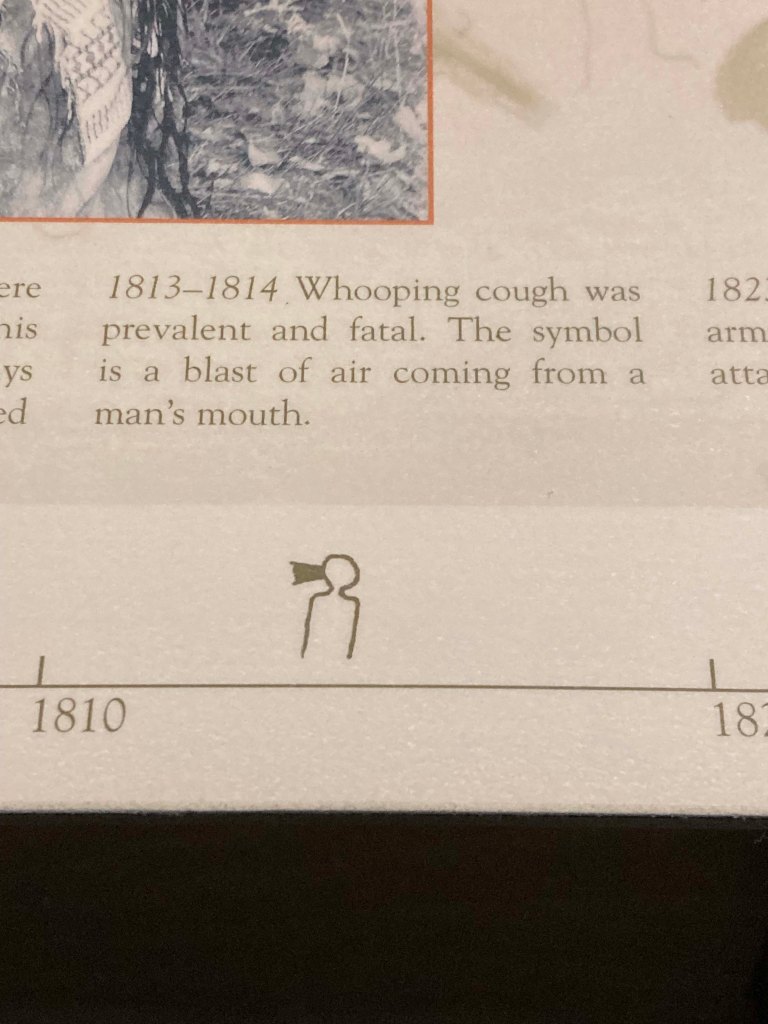 1813–1814 Whooping cough was
prevalent and fatal. The symbol
is a blast of air coming from a
man's mouth.
1810